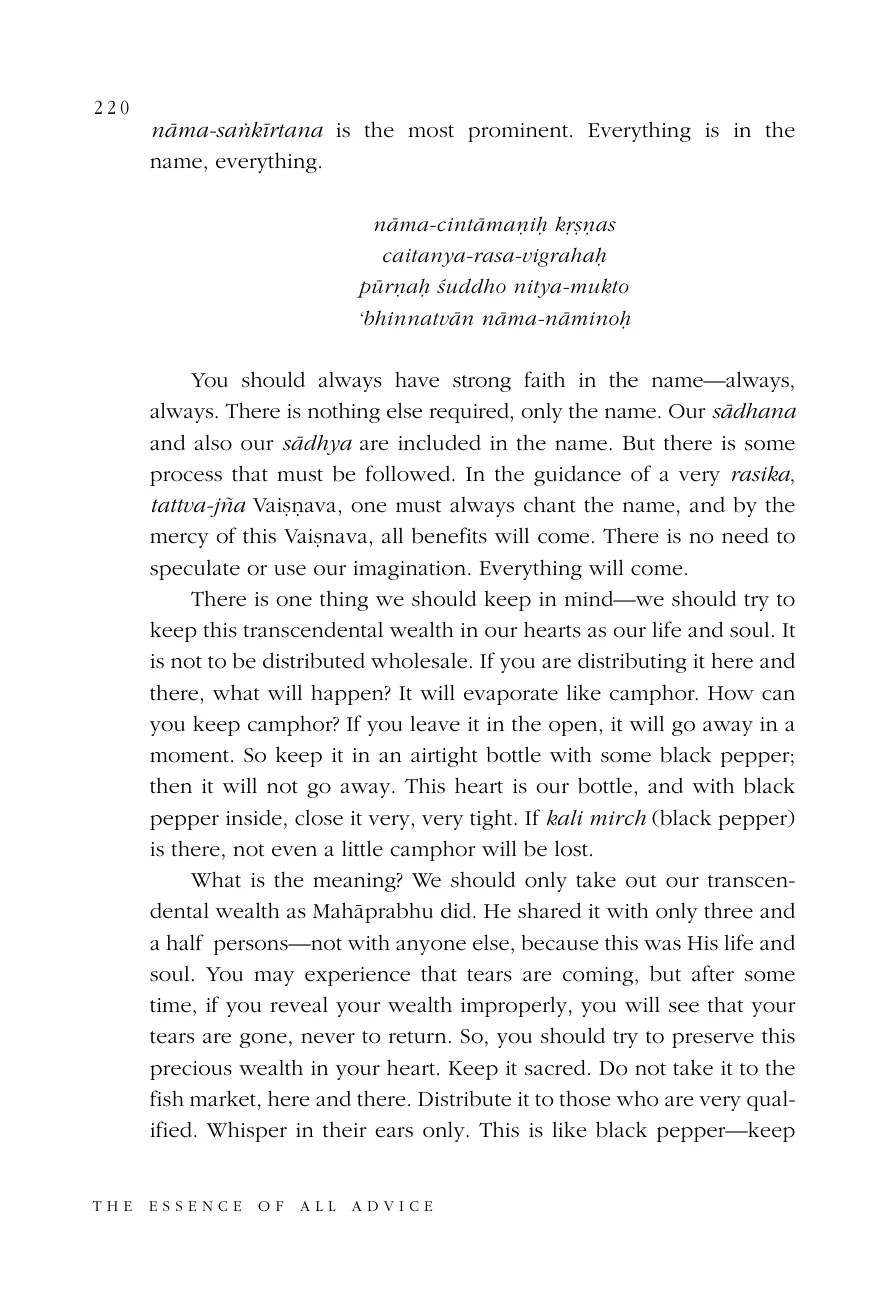 220
nāma-saṅkīrtana is the most prominent. Everything is in the
name, everything.
nāma-cintāmaṇiḥ kṛṣṇas
caitanya-rasa-vigrahaḥ
pūrṇaḥ śuddho nitya-mukto
‘bhinnatvān nāma-nāminoḥ
You should always have strong faith in the name—always,
always. There is nothing else required, only the name. Our sādhana
and also our sādhya are included in the name. But there is some
process that must be followed. In the guidance of a very rasika,
tattva-jña Vaiṣṇava, one must always chant the name, and by the
mercy of this Vaiṣnava, all benefits will come. There is no need to
speculate or use our imagination. Everything will come.
There is one thing we should keep in mind—we should try to
keep this transcendental wealth in our hearts as our life and soul. It
is not to be distributed wholesale. If you are distributing it here and
there, what will happen? It will evaporate like camphor. How can
you keep camphor? If you leave it in the open, it will go away in a
moment. So keep it in an airtight bottle with some black pepper;
then it will not go away. This heart is our bottle, and with black
pepper inside, close it very, very tight. If kali mirch (black pepper)
is there, not even a little camphor will be lost.
What is the meaning? We should only take out our transcen-
dental wealth as Mahāprabhu did. He shared it with only three and
a half persons—not with anyone else, because this was His life and
soul. You may experience that tears are coming, but after some
time, if you reveal your wealth improperly, you will see that your
tears are gone, never to return. So, you should try to preserve this
precious wealth in your heart. Keep it sacred. Do not take it to the
fish market, here and there. Distribute it to those who are very qual-
ified. Whisper in their ears only. This is like black pepper—keep
THE ESSENCE OF ALL ADVICE